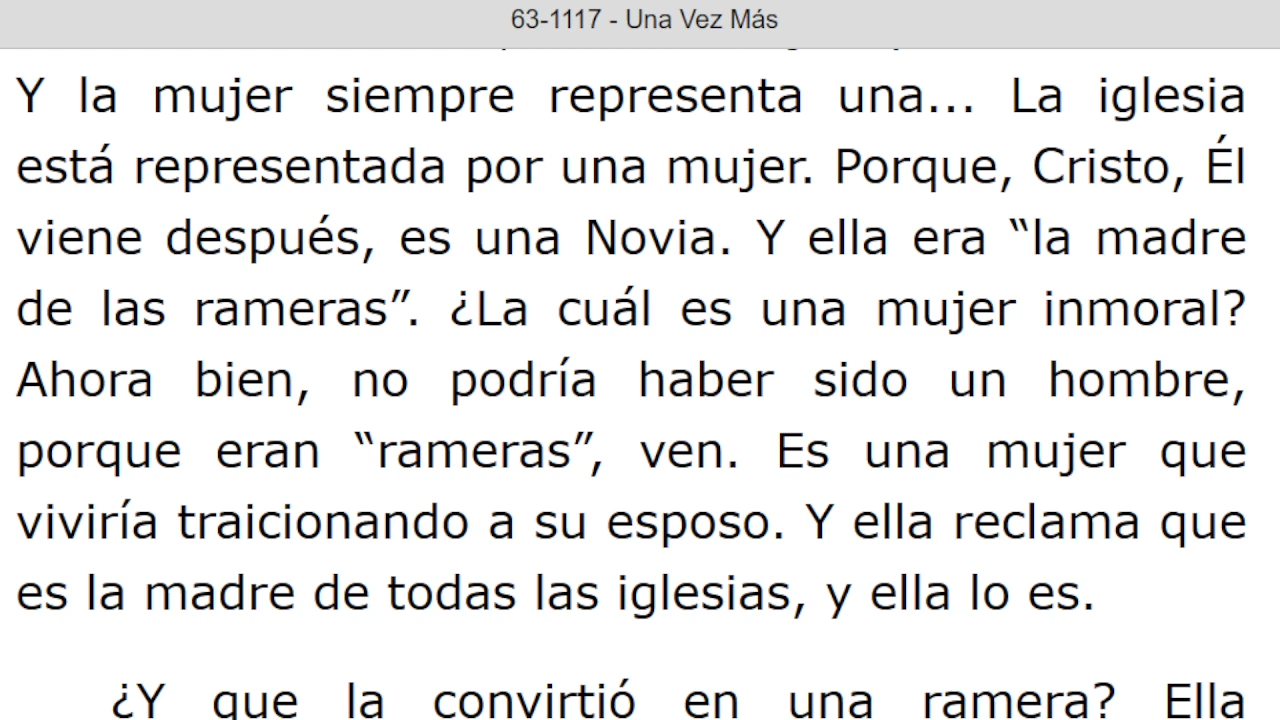 63-1117 - Una Vez Más
Y la mujer siempre representa una... La iglesia
está representada por una mujer. Porque, Cristo, Él
viene después, es una Novia. Y ella era “la madre
de las rameras”. ¿La cuál es una mujer inmoral?
Ahora bien, no podría haber sido un hombre,
porque eran “rameras”, ven. Es una mujer que
viviría traicionando a su esposo. Y ella reclama que
es la madre de todas las iglesias, y ella lo es.
¿Y que la convirtió en una ramera? Ella